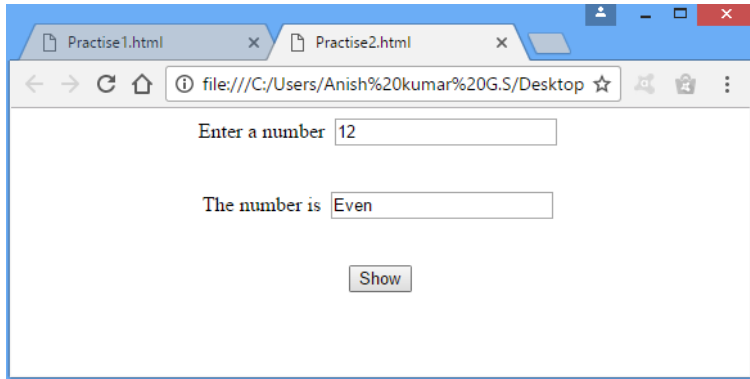 Practise1.html Practise2.html
file:///C:/Users/Anish%20kumar%20G.S/Desktop
Enter a number 12
The number is Even
Show